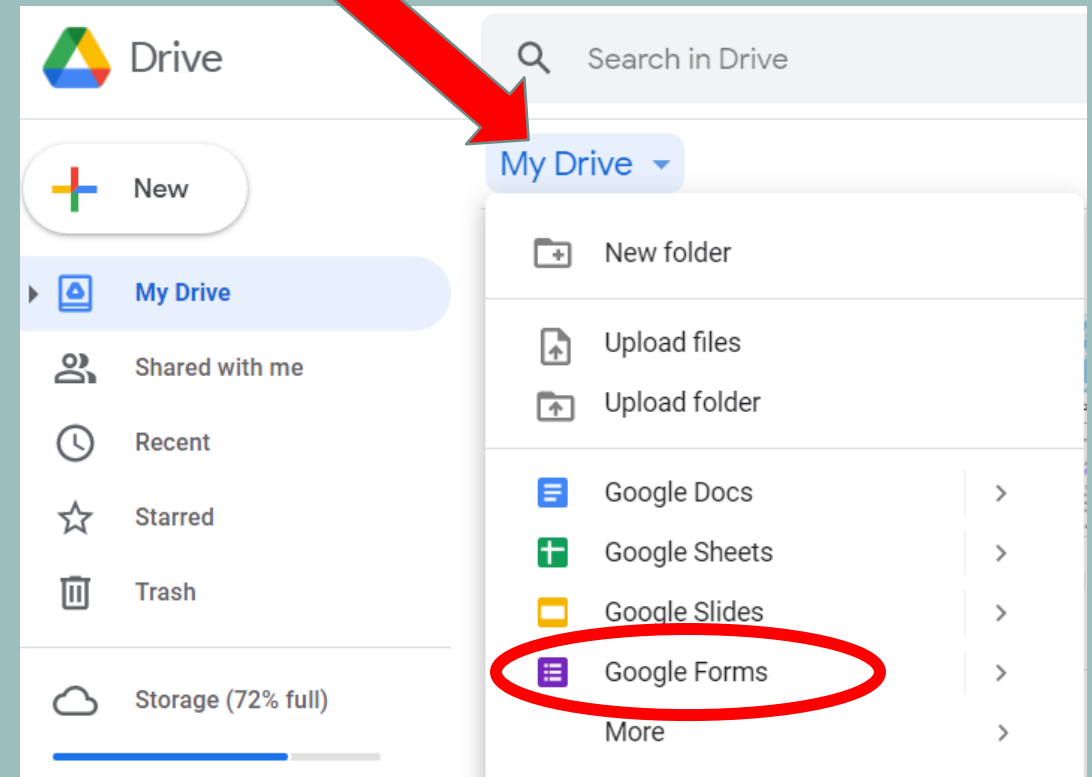 Drive
Search in Drive
New
My Drive
Shared with me
Recent
Starred
Trash
Storage (72% full)
My Drive
New folder
Upload files
Upload folder
Google Docs
Google Sheets
Google Slides
Google Forms
More